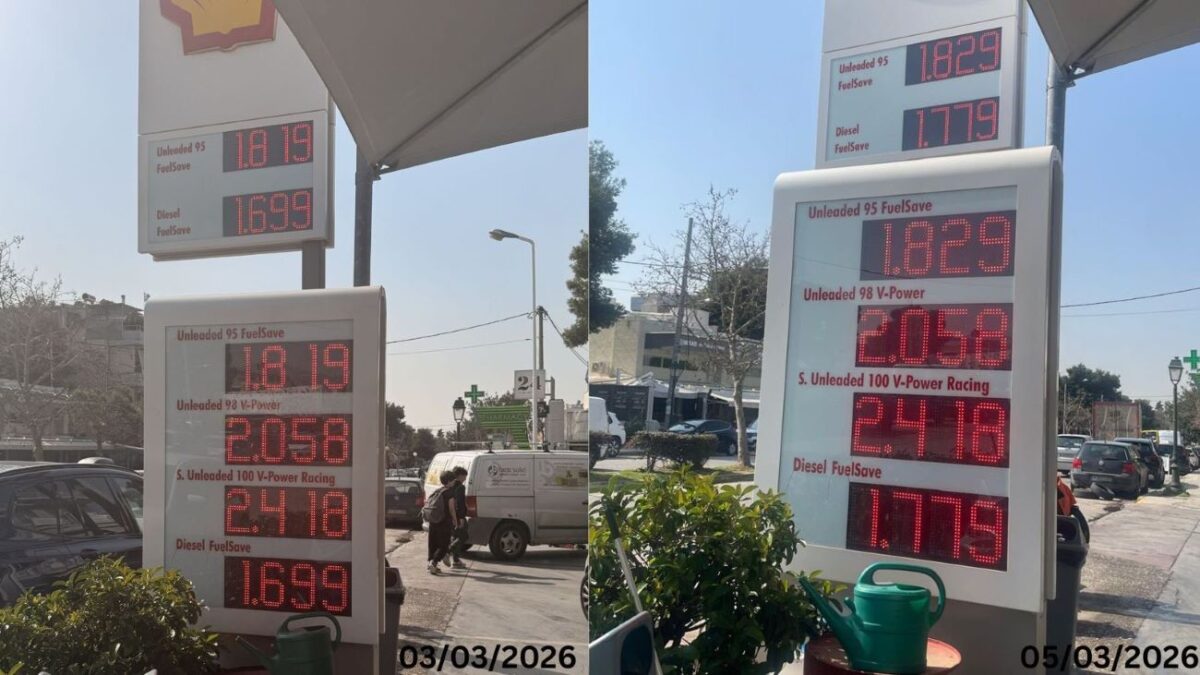 Unleaded 95
FuelSave
1.819
Diesel
FuelSave
1.699
Unleaded 95 FuelSave
1.819
Unleaded 98 V-Power
2.058
S. Unleaded 100 V-Power Racing
2.418
Diesel FuelSave
1.699
24
03/03/2026
Unleaded 95
FuelSave
1.829
Diesel
FuelSave
1.779
Unleaded 95 FuelSave
1.829
Unleaded 98 V-Power
2.058
S. Unleaded 100 V-Power Racing
2.418
Diesel FuelSave
1.779
05/03/2026